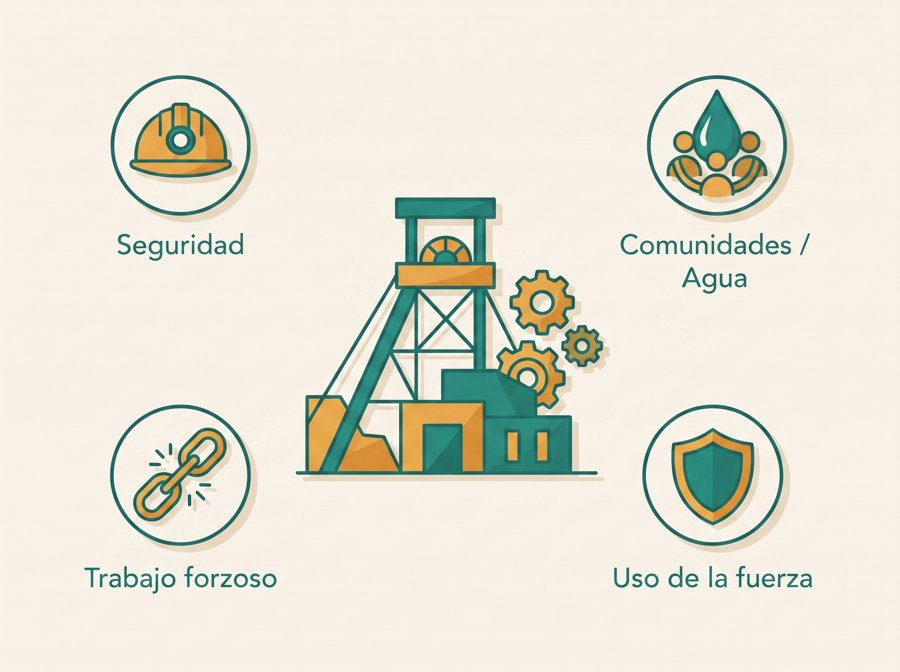 Seguridad
Comunidades /
Agua
Trabajo forzoso
Uso de la fuerza